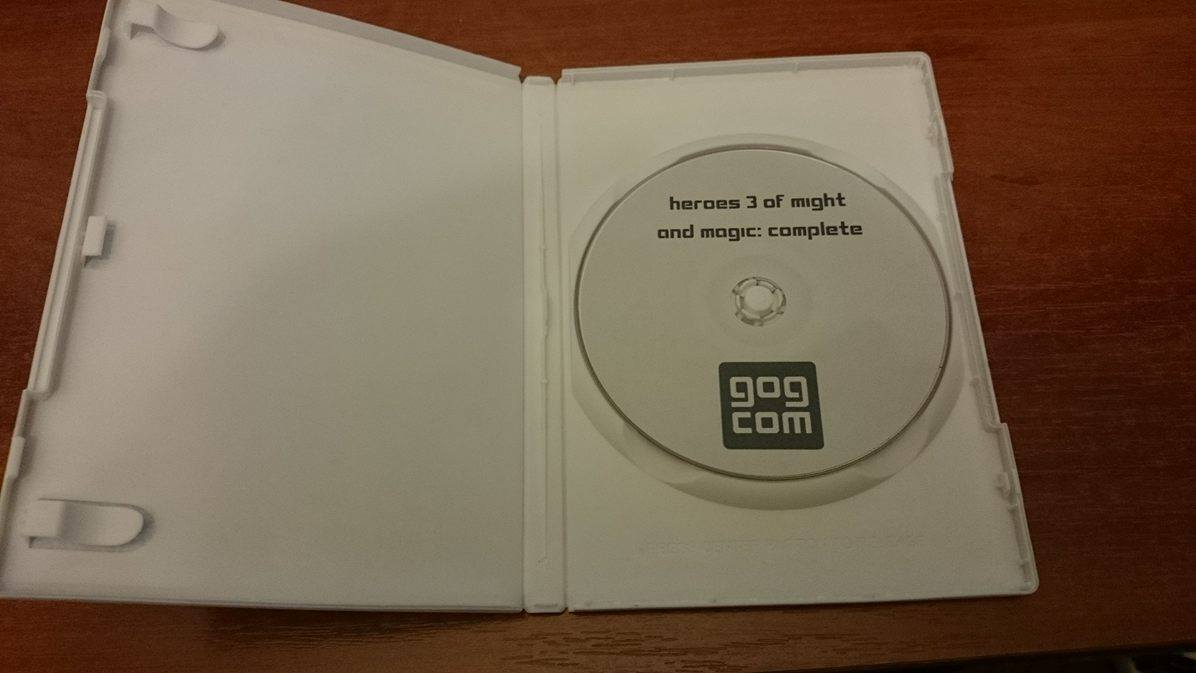 heroes 3 of might
and magic: complete
gog
com